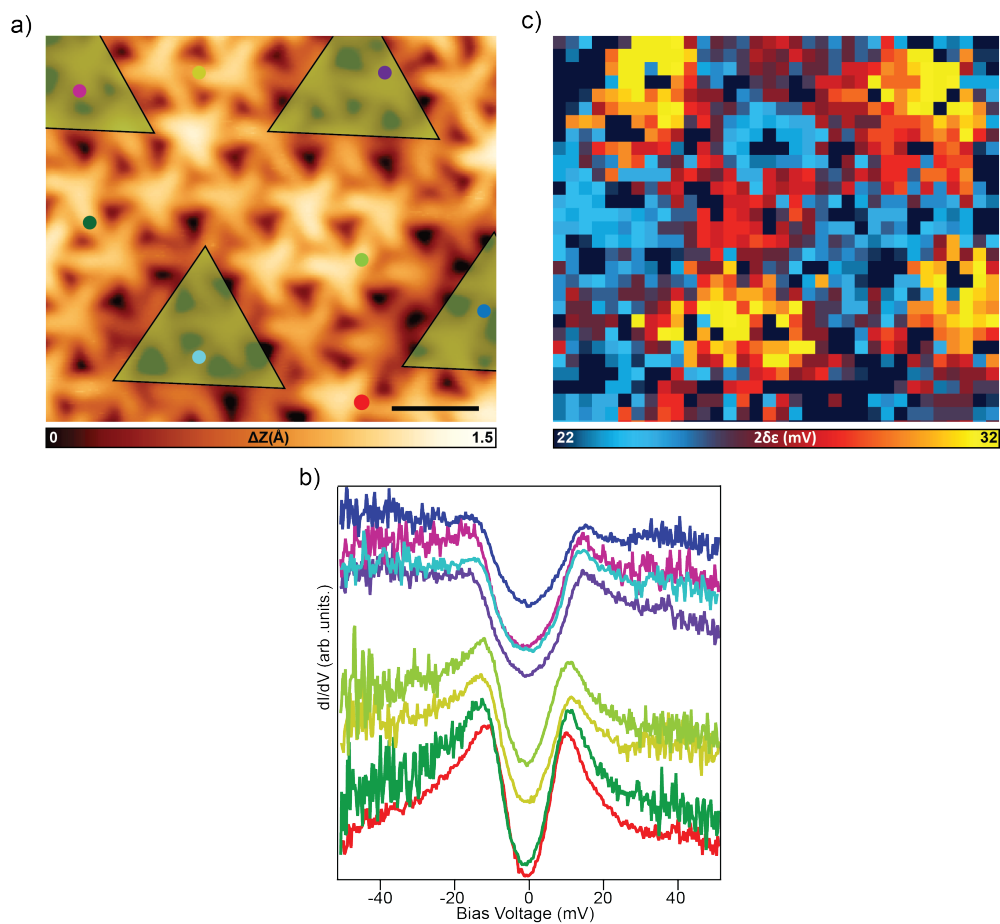 a)
c)
0 ΔZ(Å) 1.5
22 2δε (mV) 32
b)
dI/dV (arb .units.)
-40 -20 0 20 40
Bias Voltage (mV)